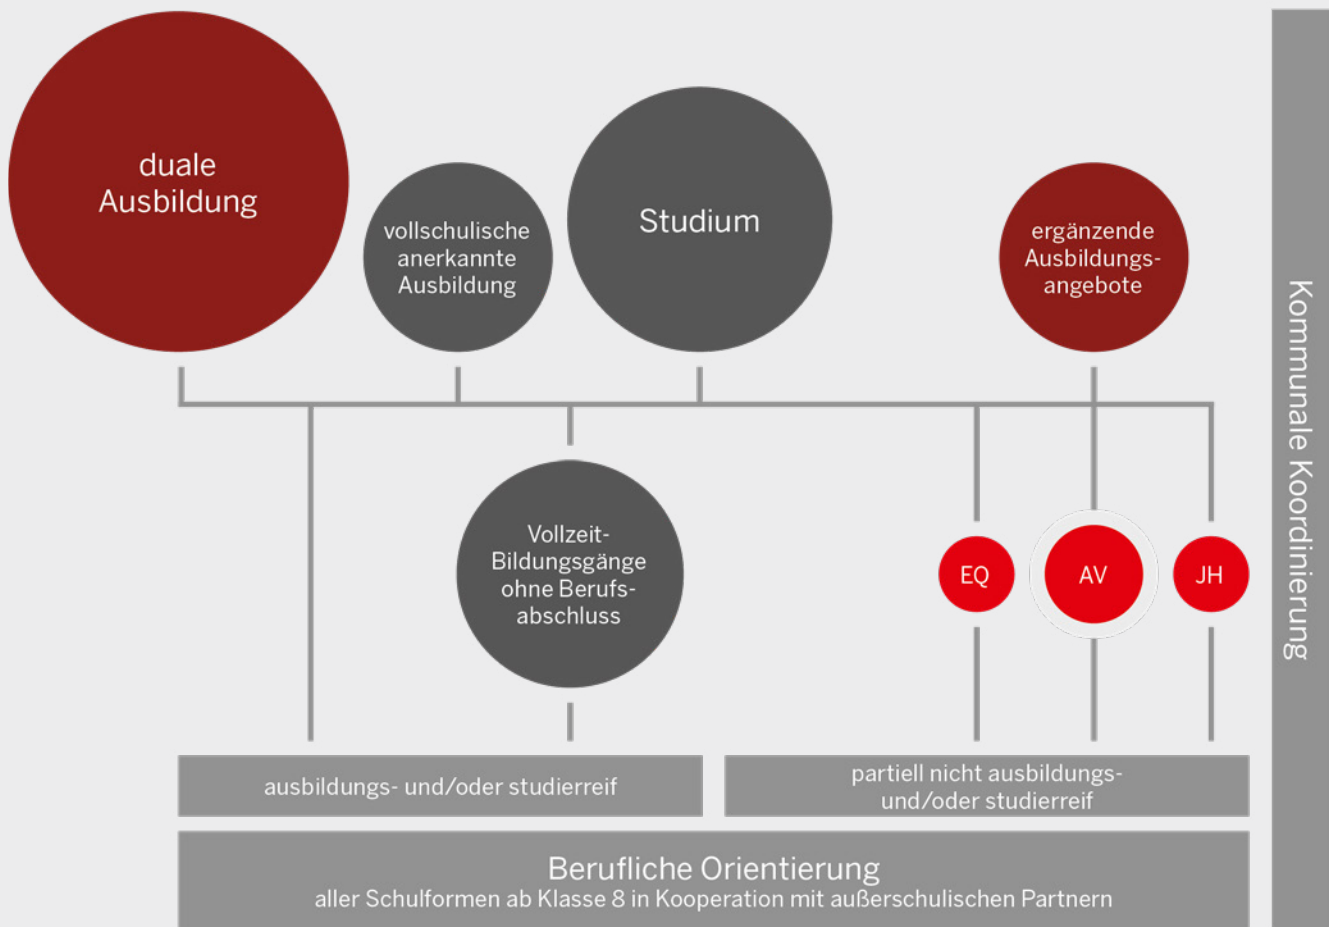 duale
Ausbildung
vollschulische
anerkannte
Ausbildung
Studium
ergänzende
Ausbildungs-
angebote
Vollzeit-
Bildungsgänge
ohne Berufs-
abschluss
EQ
AV
JH
ausbildungs- und/oder studierreif
partiell nicht ausbildungs-
und/oder studierreif
Berufliche Orientierung
aller Schulformen ab Klasse 8 in Kooperation mit außerschulischen Partnern
Kommunale Koordinierung